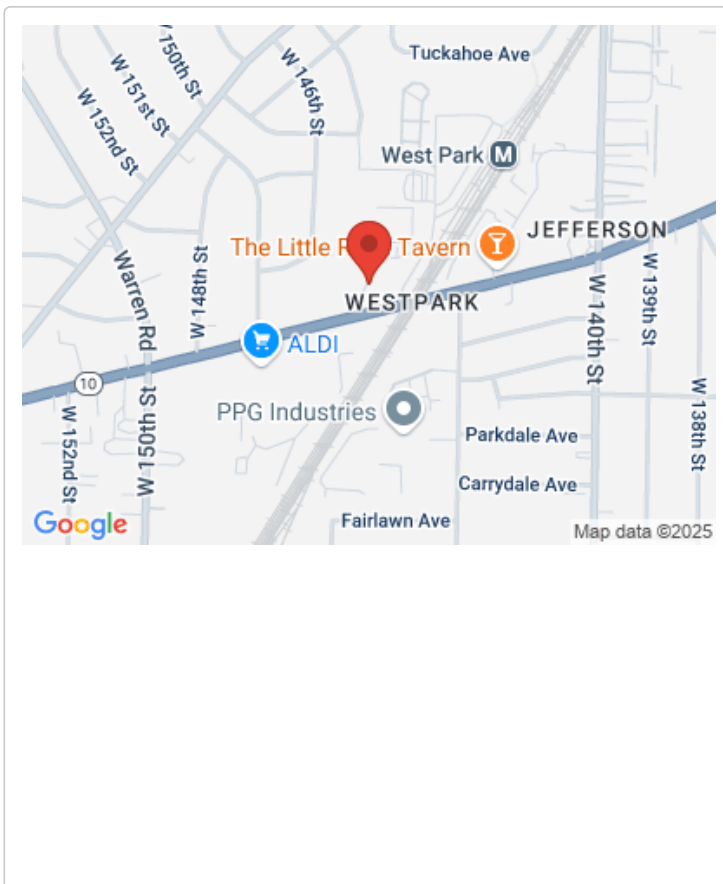 Tuckahoe Ave
W 150th St
W 151st St
W 146th St
W 152nd St
West Park
M
JEFFERSON
The Little R Tavern
WESTPARK
Warren Rd
W 148th St
W 139th St
W 140th St
ALDI
10
PPG Industries
W 138th St
W 150th St
W 152nd St
Parkdale Ave
Carrydale Ave
Fairlawn Ave
Google
Map data ©2025